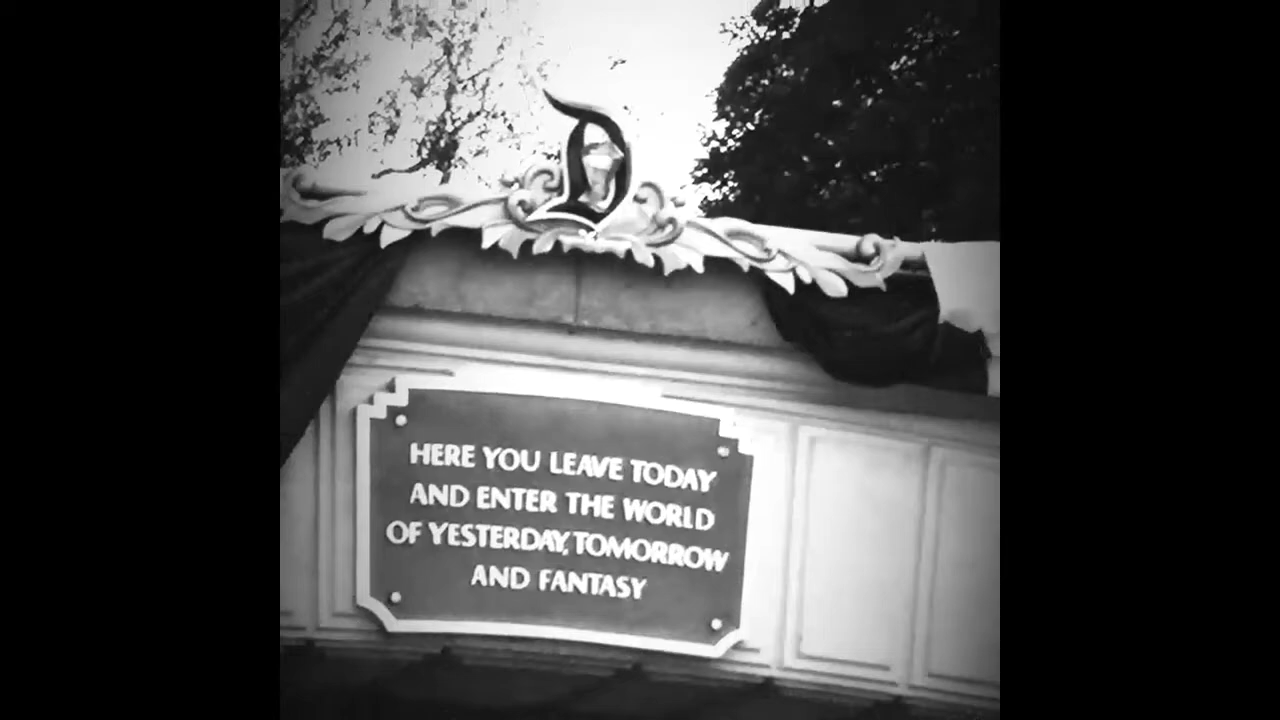 D
HERE YOU LEAVE TODAY
AND ENTER THE WORLD
OF YESTERDAY, TOMORROW
AND FANTASY